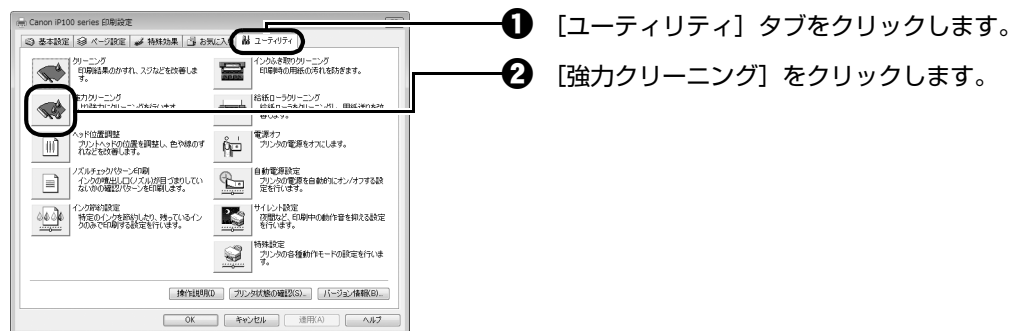 Canon iP100 series 印刷設定
基本設定 ページ設定 特殊効果 お気に入 ユーティリティ
❶ ［ユーティリティ］タブをクリックします。
❷ ［強力クリーニング］をクリックします。
クリーニング
印刷結果のかすれ、スジなどを改善しま
す。
インクふき取りクリーニング
印刷時の用紙の汚れを防ぎます。
力クリーニング
給紙ローラクリーニング
ヘッド位置調整
プリントヘッドの位置を調整し、色や線のず
れなどを改善します。
電源オフ
プリンタの電源をオフにします。
ノズルチェックパターン印刷
インクの噴出し口(ノズル)が目づまりしてい
ないかの確認パターンを印刷します。
自動電源設定
プリンタの電源を自動的にオン/オフする設
定を行います。
インク節約設定
特定のインクを節約したり、残っているイン
クのみで印刷する設定を行います。
サイレント設定
夜間など、印刷中の動作音を抑える設定
を行います。
特殊設定
プリンタの各種動作モードの設定を行いま
す。
操作説明(I) プリンタ状態の確認(S)... バージョン情報(B)...
OK キャンセル 適用(A) ヘルプ